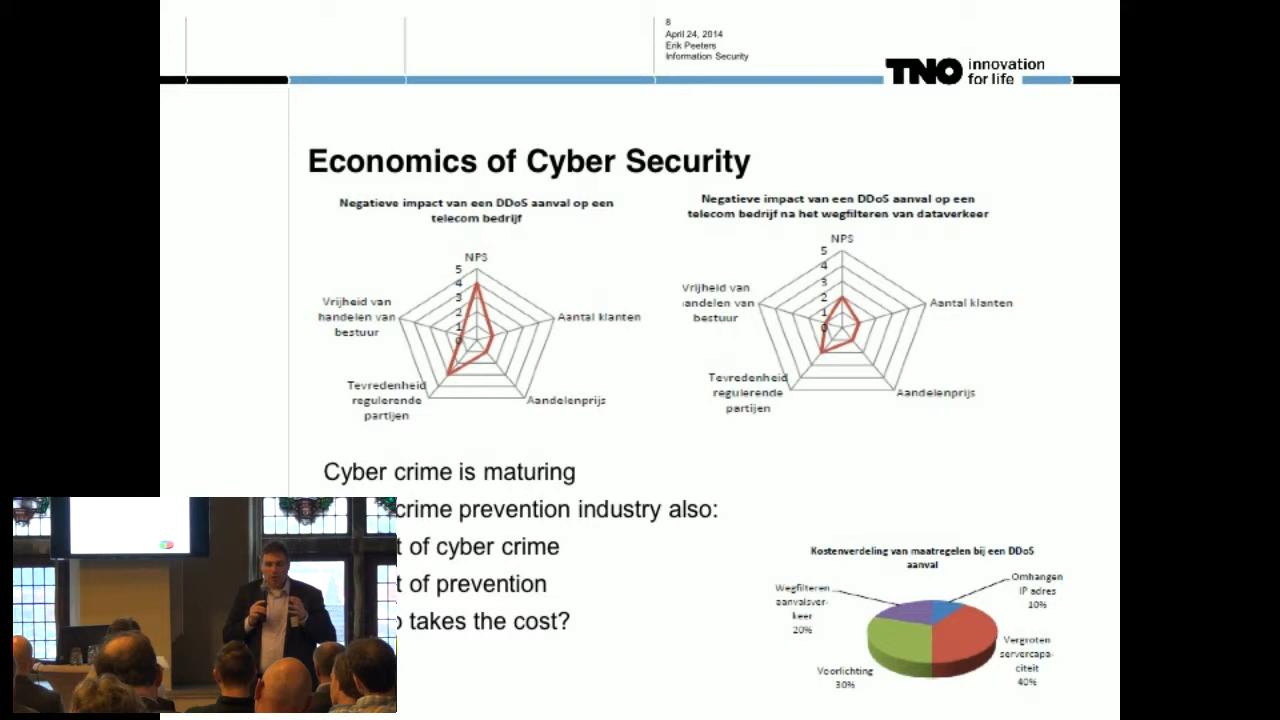 8
April 24, 2014
Erik Peeters
Information Security
TNO innovation
for life
Economics of Cyber Security
Negatieve impact van een DDoS aanval op een
telecom bedrijf
NPS
5
4
3
2
1
0
Aantal klanten
Aandelenprijs
Tevredenheid
regulerende
partijen
Vrijheid van
handelen van
bestuur
Negatieve impact van een DDoS aanval op een
telecom bedrijf na het wegfilteren van dataverkeer
NPS
5
4
3
2
1
0
Aantal klanten
Aandelenprijs
Tevredenheid
regulerende
partijen
Vrijheid van
andelen van
bestuur
Cyber crime is maturing
crime prevention industry also:
t of cyber crime
t of prevention
o takes the cost?
Kostenverdeling van maatregelen bij een DDoS
aanval
Omhangen
IP adres
10%
Vergroten
servercapa-
citeit
40%
Voorlichting
30%
Wegfilteren
aanvalsver-
keer
20%